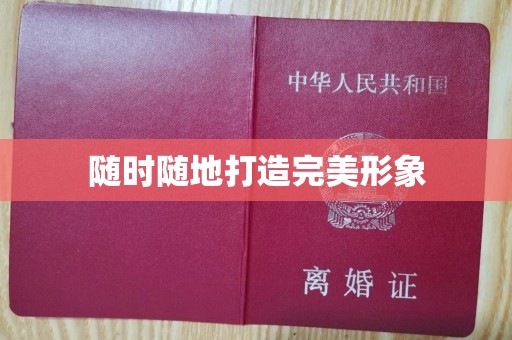 中华人民共和国
随时随地打造完美形象
离婚证